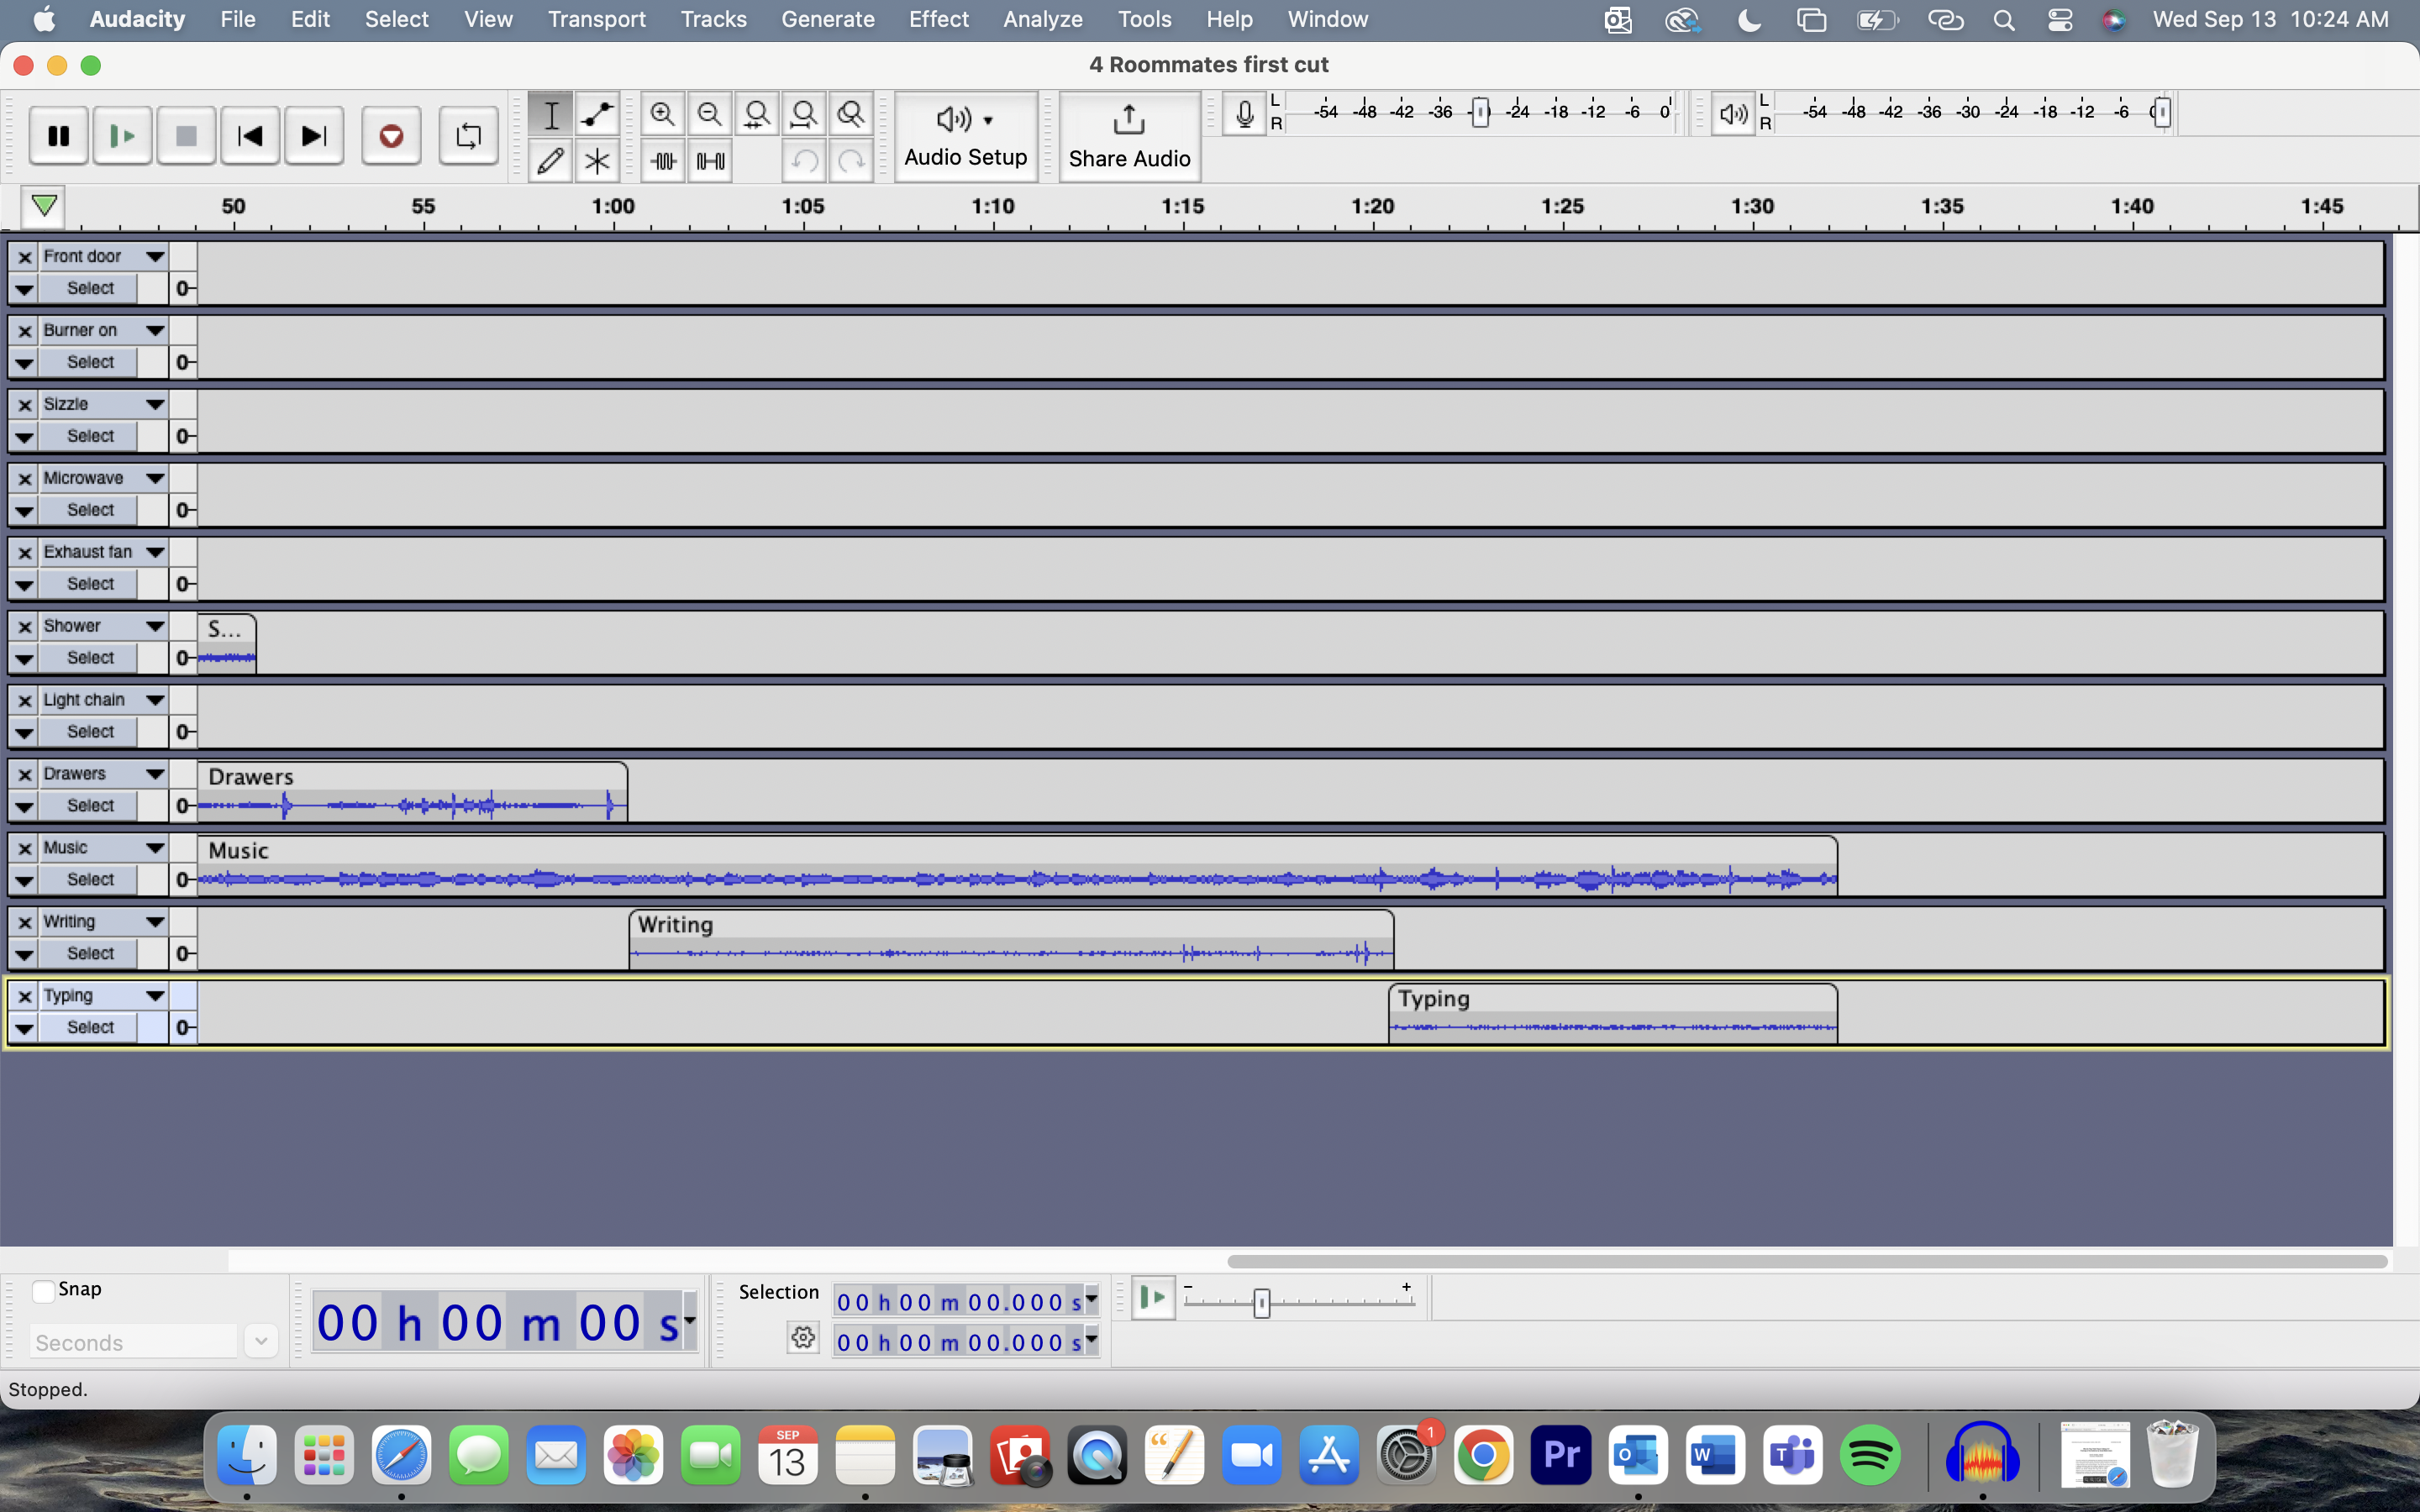 Audacity File Edit Select View Transport Tracks Generate Effect Analyze Tools Help Window Wed Sep 13 10:24 AM
4 Roommates first cut
Audio Setup
Share Audio
L
R
-54 -48 -42 -36 -24 -18 -12 -6 0
L
R
-54 -48 -42 -36 -30 -24 -18 -12 -6
50 55 1:00 1:05 1:10 1:15 1:20 1:25 1:30 1:35 1:40 1:45
Front door
Select 0
Burner on
Select 0
Sizzle
Select 0
Microwave
Select 0
Exhaust fan
Select 0
Shower S...
Select 0
Light chain
Select 0
Drawers Drawers
Select 0
Music Music
Select 0
Writing Writing
Select 0
Typing Typing
Select 0
Snap
Seconds
00 h 00 m 00 s
Selection
00 h 00 m 00.000 s
00 h 00 m 00.000 s
- +
Stopped.
SEP
13
1
Pr
O
W
T